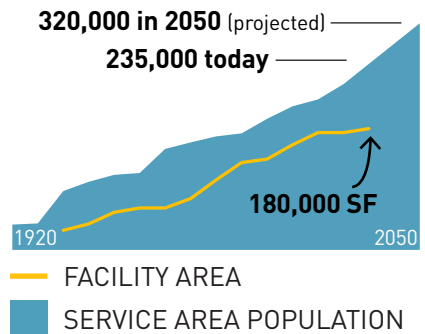 320,000 in 2050 (projected)
235,000 today
180,000 SF
1920 2050
FACILITY AREA
SERVICE AREA POPULATION